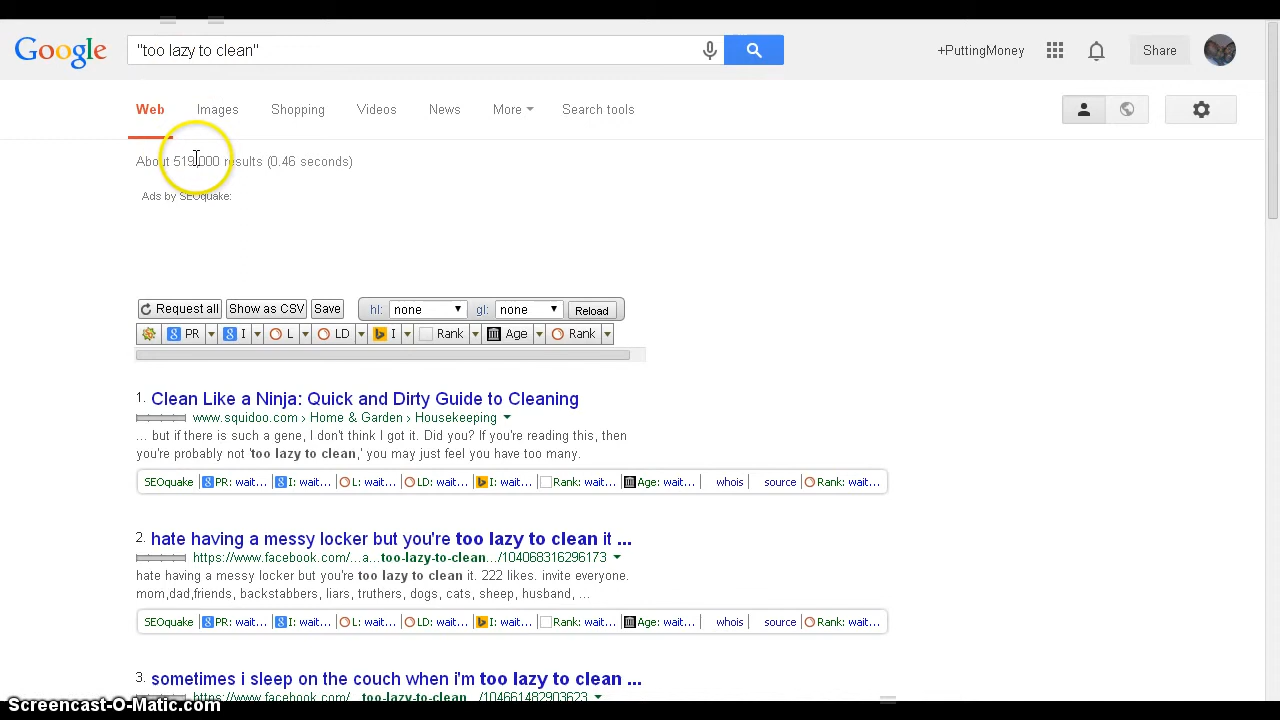 Google "too lazy to clean" +PuttingMoney Share
Web Images Shopping Videos News More Search tools
About 519,000 results (0.46 seconds)
Ads by SEOquake:
Request all Show as CSV Save hl: none gl: none Reload
PR I L LD I Rank Age Rank
1. Clean Like a Ninja: Quick and Dirty Guide to Cleaning
www.squidoo.com › Home & Garden › Housekeeping
... but if there is such a gene, I don't think I got it. Did you? If you're reading this, then
you're probably not 'too lazy to clean,' you may just feel you have too many.
SEOquake PR: wait... I: wait... L: wait... LD: wait... I: wait... Rank: wait... Age: wait... whois source Rank: wait...
2. hate having a messy locker but you're too lazy to clean it ...
https://www.facebook.com/...a...too-lazy-to-clean.../104068316296173
hate having a messy locker but you're too lazy to clean it. 222 likes. invite everyone.
mom,dad,friends, backstabbers, liars, truthers, dogs, cats, sheep, husband, ...
SEOquake PR: wait... I: wait... L: wait... LD: wait... I: wait... Rank: wait... Age: wait... whois source Rank: wait...
3. sometimes i sleep on the couch when i'm too lazy to clean ...
https://www.facebook.com/...too-lazy-to-clean.../104661482903623
Screencast-O-Matic.com